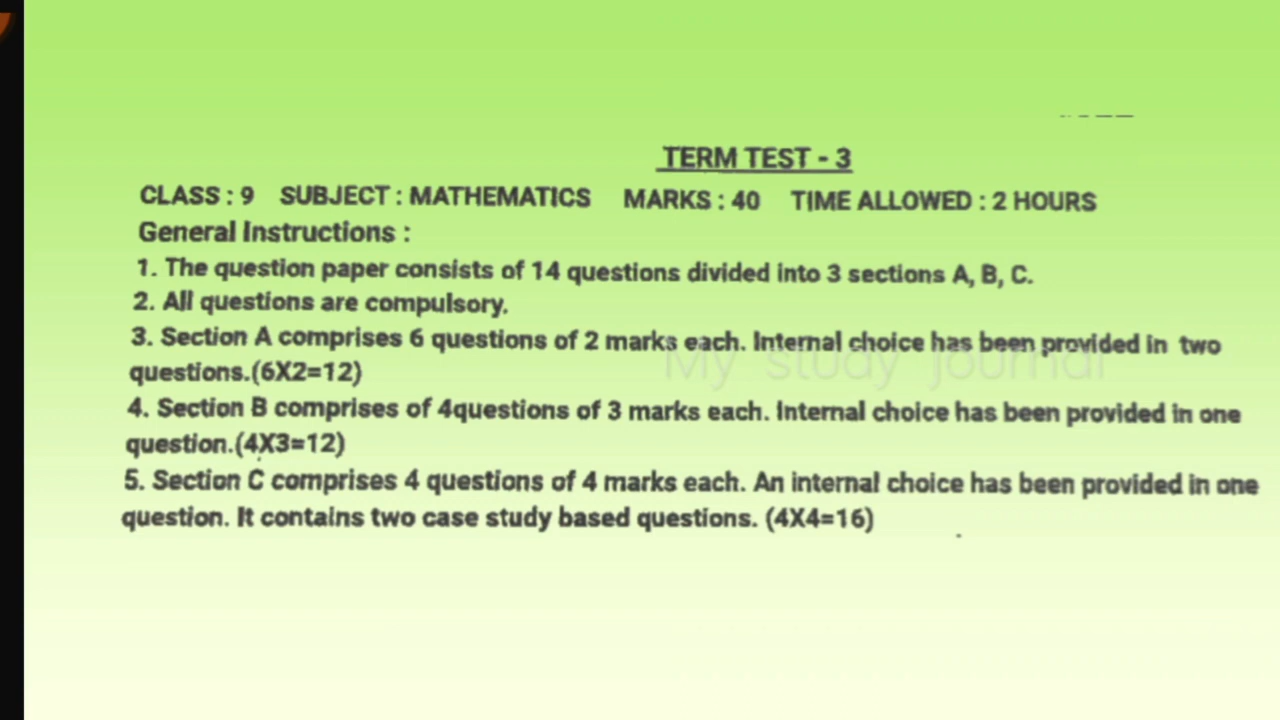 TERM TEST - 3
CLASS : 9 SUBJECT : MATHEMATICS MARKS : 40 TIME ALLOWED : 2 HOURS
General Instructions :
1. The question paper consists of 14 questions divided into 3 sections A, B, C.
2. All questions are compulsory.
3. Section A comprises 6 questions of 2 marks each. Internal choice has been provided in two
questions.(6X2=12)
My study journal
4. Section B comprises of 4questions of 3 marks each. Internal choice has been provided in one
question.(4X3=12)
5. Section C comprises 4 questions of 4 marks each. An internal choice has been provided in one
question. It contains two case study based questions. (4X4=16)